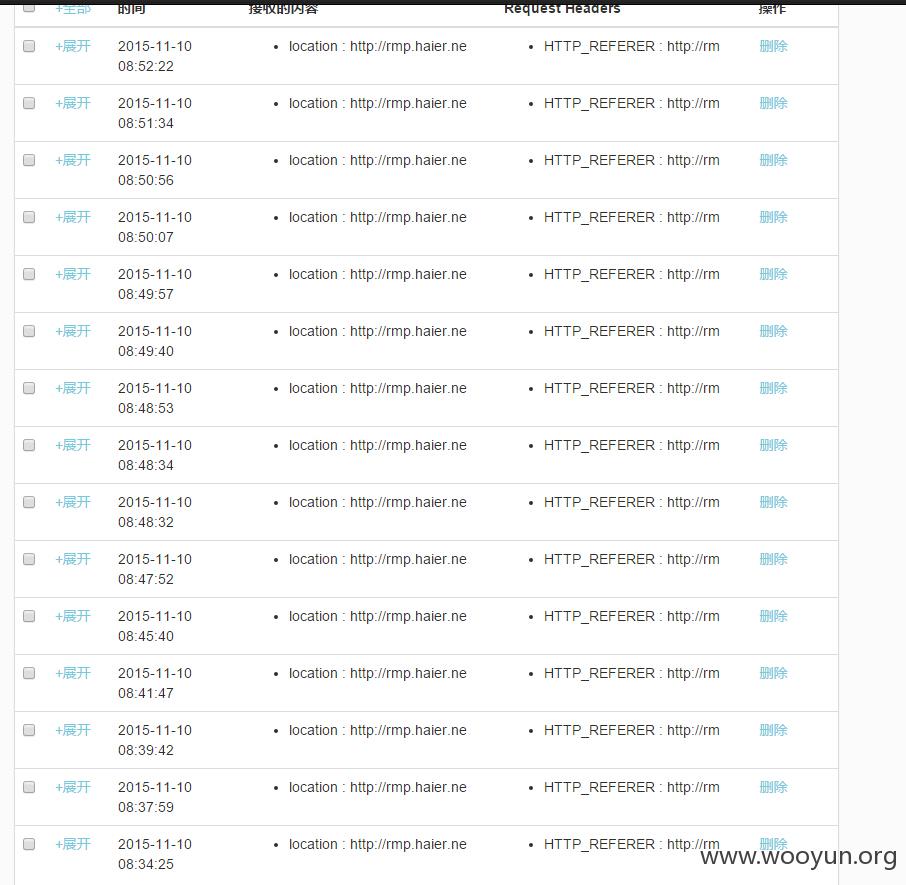 +全部 时间 接收的内容 Request Headers 操作
+展开 2015-11-10 08:52:22 • location : http://rmp.haier.ne • HTTP_REFERER : http://rm 删除
+展开 2015-11-10 08:51:34 • location : http://rmp.haier.ne • HTTP_REFERER : http://rm 删除
+展开 2015-11-10 08:50:56 • location : http://rmp.haier.ne • HTTP_REFERER : http://rm 删除
+展开 2015-11-10 08:50:07 • location : http://rmp.haier.ne • HTTP_REFERER : http://rm 删除
+展开 2015-11-10 08:49:57 • location : http://rmp.haier.ne • HTTP_REFERER : http://rm 删除
+展开 2015-11-10 08:49:40 • location : http://rmp.haier.ne • HTTP_REFERER : http://rm 删除
+展开 2015-11-10 08:48:53 • location : http://rmp.haier.ne • HTTP_REFERER : http://rm 删除
+展开 2015-11-10 08:48:34 • location : http://rmp.haier.ne • HTTP_REFERER : http://rm 删除
+展开 2015-11-10 08:48:32 • location : http://rmp.haier.ne • HTTP_REFERER : http://rm 删除
+展开 2015-11-10 08:47:52 • location : http://rmp.haier.ne • HTTP_REFERER : http://rm 删除
+展开 2015-11-10 08:45:40 • location : http://rmp.haier.ne • HTTP_REFERER : http://rm 删除
+展开 2015-11-10 08:41:47 • location : http://rmp.haier.ne • HTTP_REFERER : http://rm 删除
+展开 2015-11-10 08:39:42 • location : http://rmp.haier.ne • HTTP_REFERER : http://rm 删除
+展开 2015-11-10 08:37:59 • location : http://rmp.haier.ne • HTTP_REFERER : http://rm 删除
+展开 2015-11-10 08:34:25 • location : http://rmp.haier.ne • HTTP_REFERER : http://rm 删除
www.wooyun.org